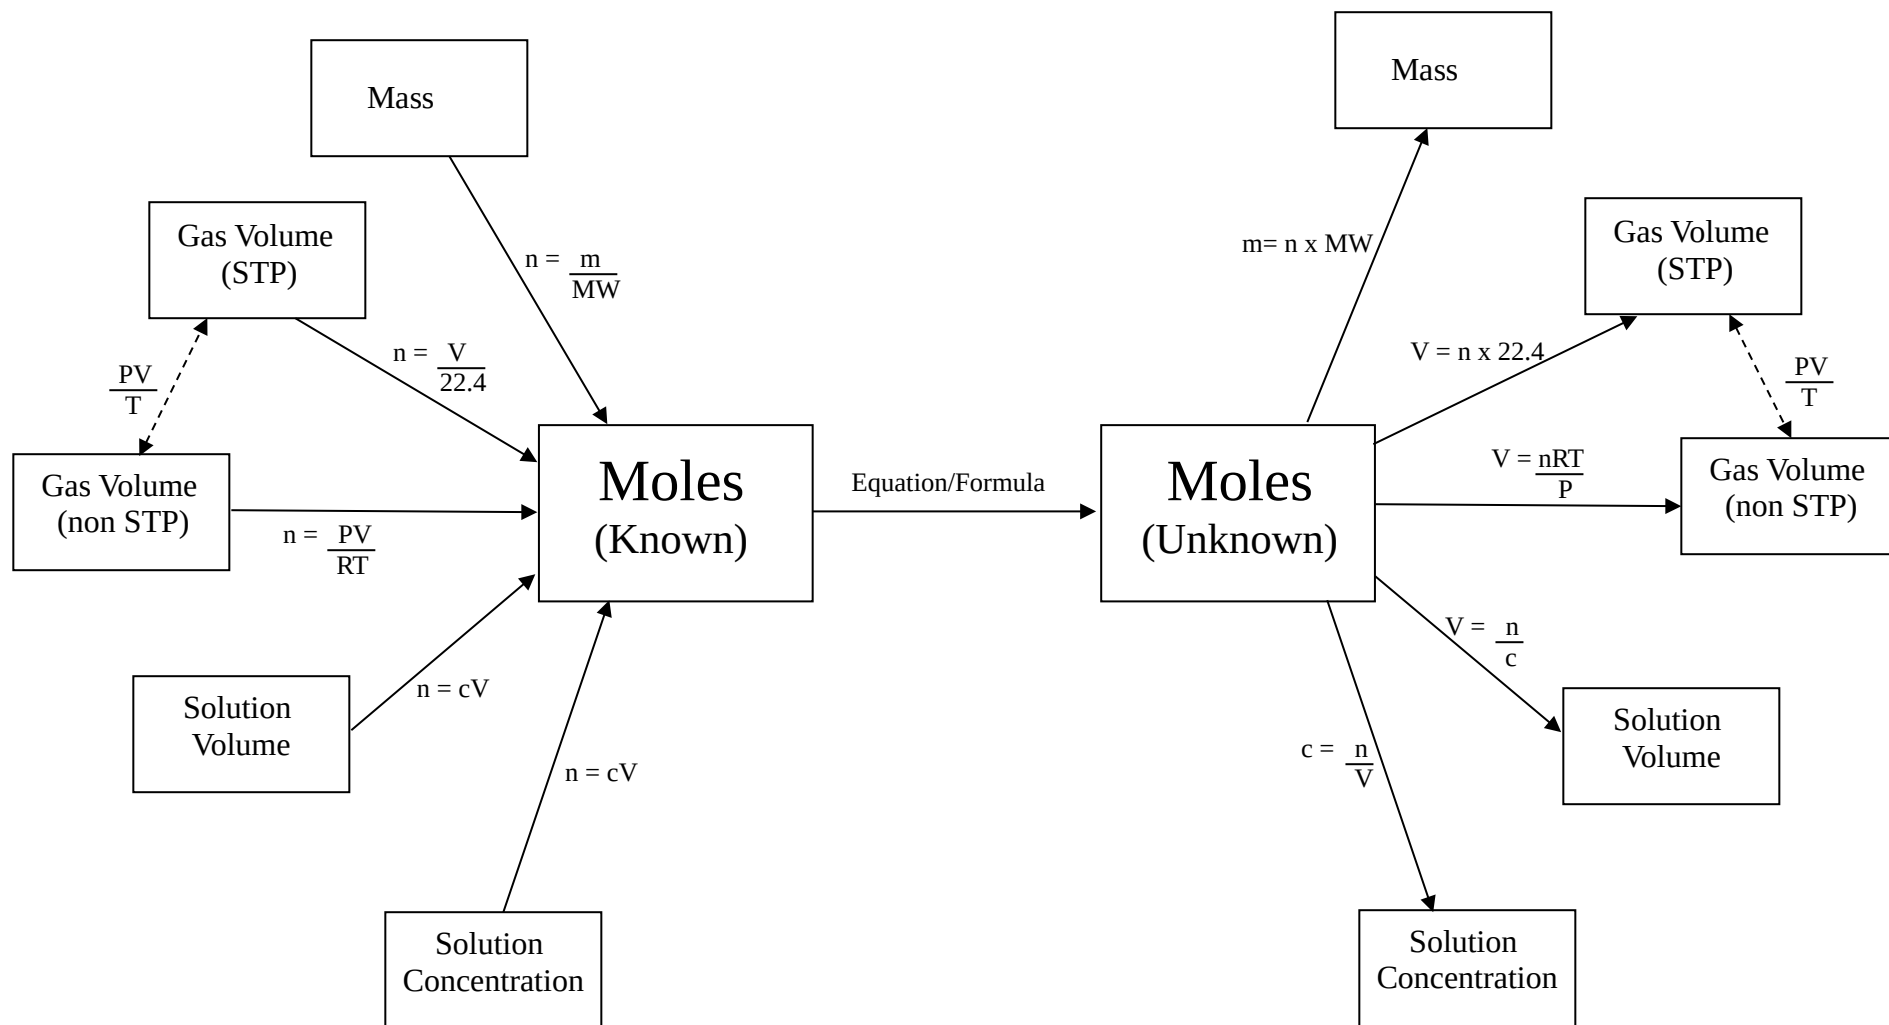 Mass
Mass
Gas Volume
(STP)
Gas Volume
(STP)
n = m
MW
m= n x MW
n = V
22.4
V = n x 22.4
PV
T
PV
T
Gas Volume
(non STP)
n = PV
RT
Moles
(Known)
Equation/Formula
Moles
(Unknown)
V = nRT
P
Gas Volume
(non STP)
Solution
Volume
n = cV
V = n
c
Solution
Volume
n = cV
c = n
V
Solution
Concentration
Solution
Concentration